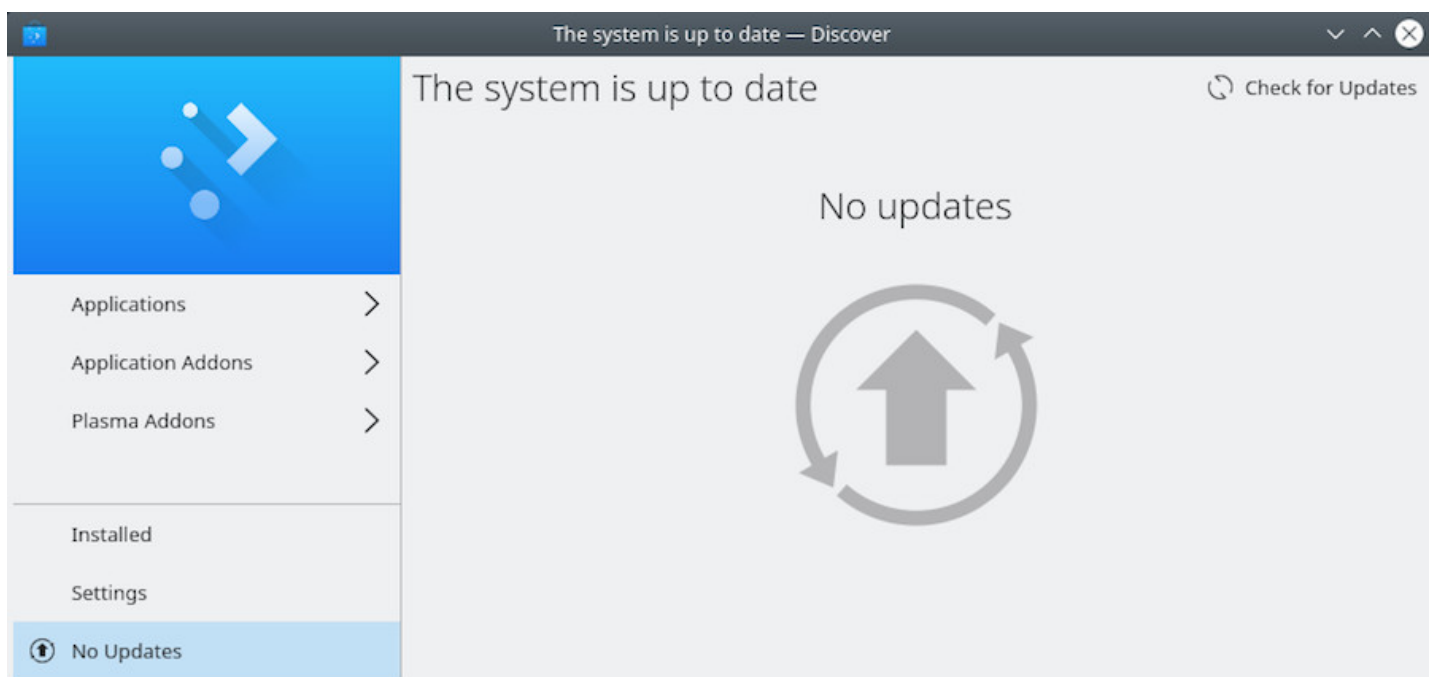 The system is up to date — Discover
The system is up to date
Check for Updates
No updates
Applications
Application Addons
Plasma Addons
Installed
Settings
No Updates